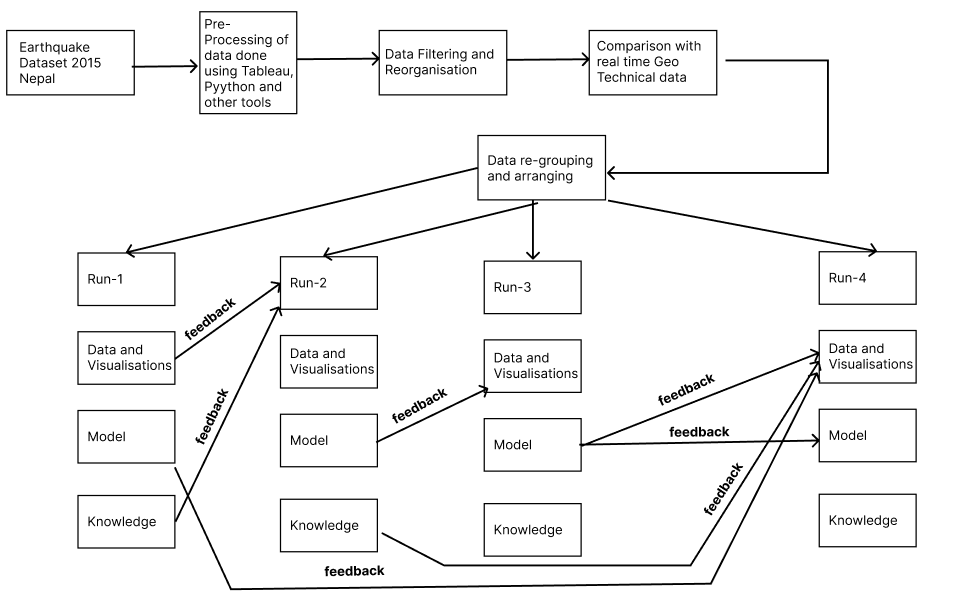 Earthquake
Dataset 2015
Nepal
Pre-
Processing of
data done
using Tableau,
Pyython and
other tools
Data Filtering and
Reorganisation
Comparison with
real time Geo
Technical data
Data re-grouping
and arranging
Run-1
Run-2
Run-3
Run-4
feedback
Data and
Visualisations
Data and
Visualisations
Data and
Visualisations
Data and
Visualisations
feedback
feedback
feedback
Model
Model
Model
feedback
Model
feedback
Knowledge
Knowledge
Knowledge
Knowledge
feedback